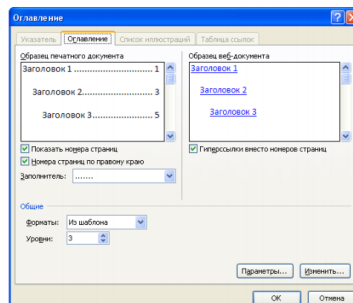 Оглавление
Указатель Оглавление Список иллюстраций Таблица ссылок
Образец печатного документа
Заголовок 1 .................... 1
Заголовок 2 .................. 3
Заголовок 3 ................ 5
Образец веб-документа
Заголовок 1
Заголовок 2
Заголовок 3
Показать номера страниц
Номера страниц по правому краю
Заполнитель: .......
Гиперссылки вместо номеров страниц
Общие
Форматы: Из шаблона
Уровни: 3
Параметры... Изменить...
ОК Отмена